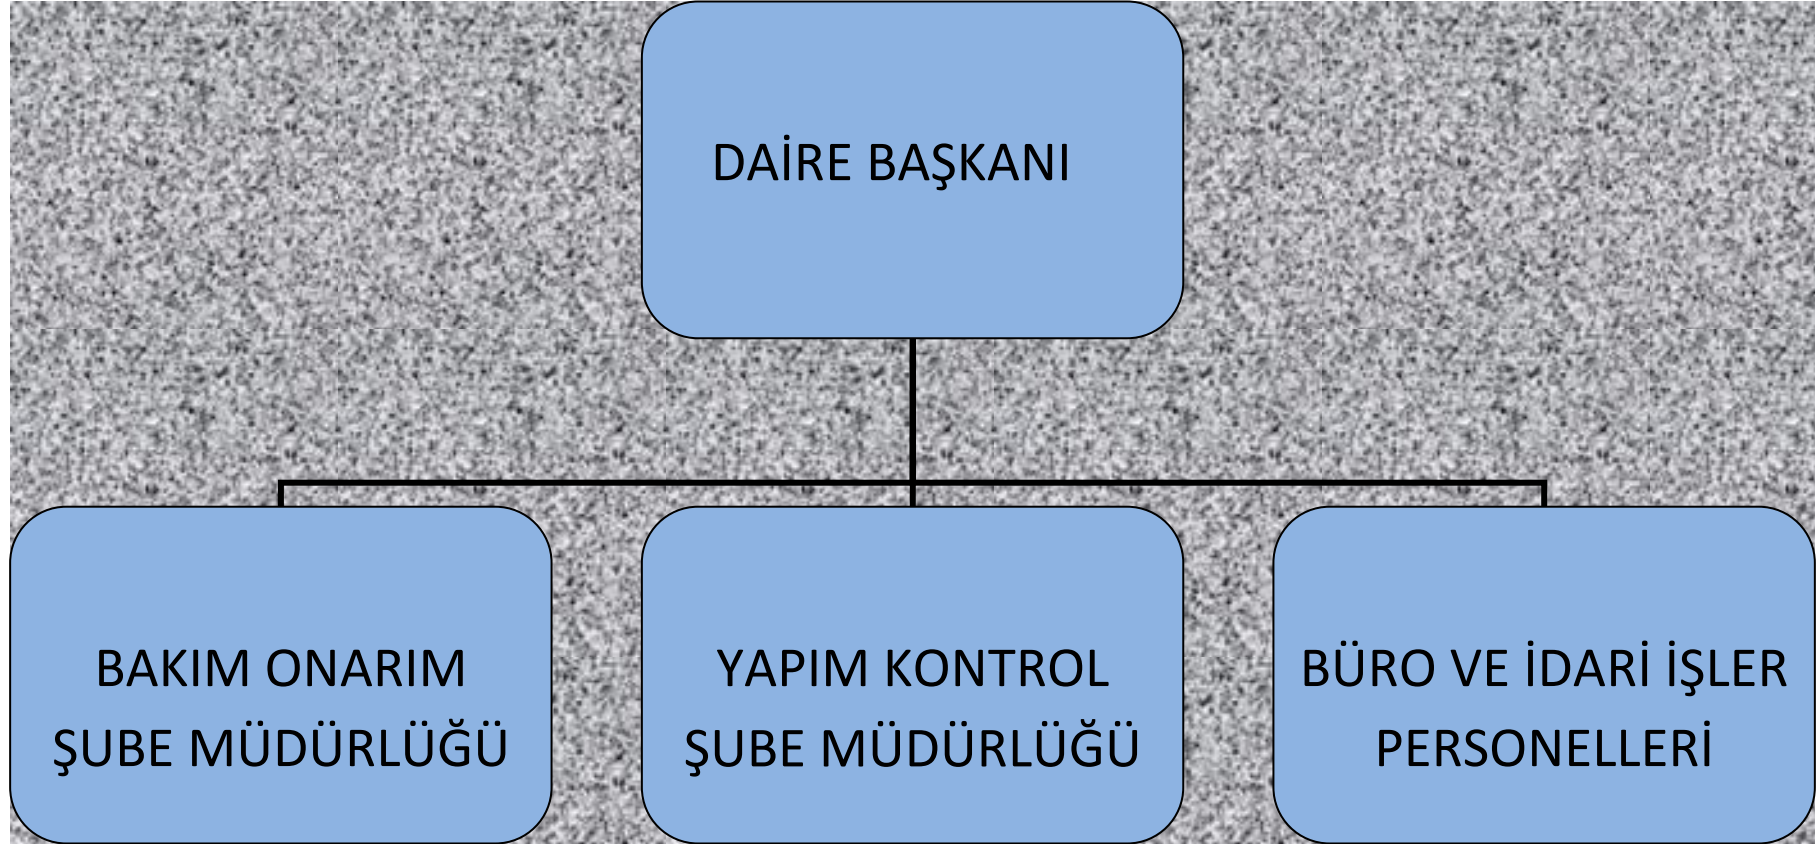 DAİRE BAŞKANI
BAKIM ONARIM
ŞUBE MÜDÜRLÜĞÜ
YAPIM KONTROL
ŞUBE MÜDÜRLÜĞÜ
BÜRO VE İDARİ İŞLER
PERSONELLERİ